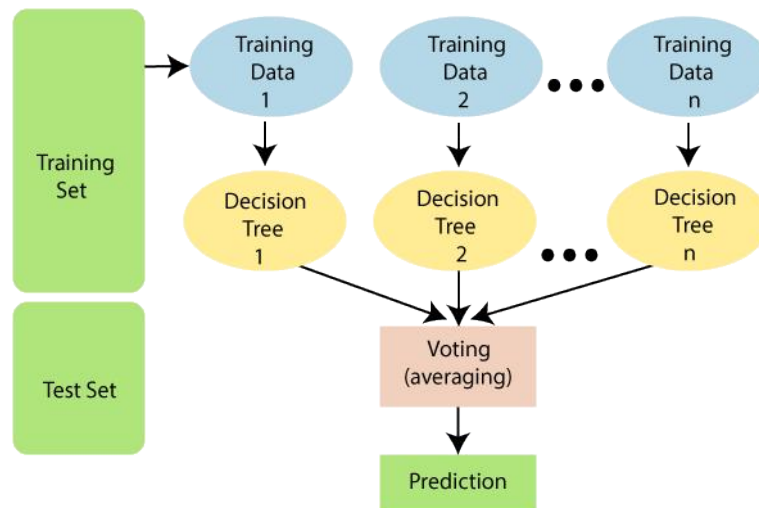 Training
Set
Test Set
Training
Data
1
Training
Data
2
Training
Data
n
Decision
Tree
1
Decision
Tree
2
Decision
Tree
n
Voting
(averaging)
Prediction